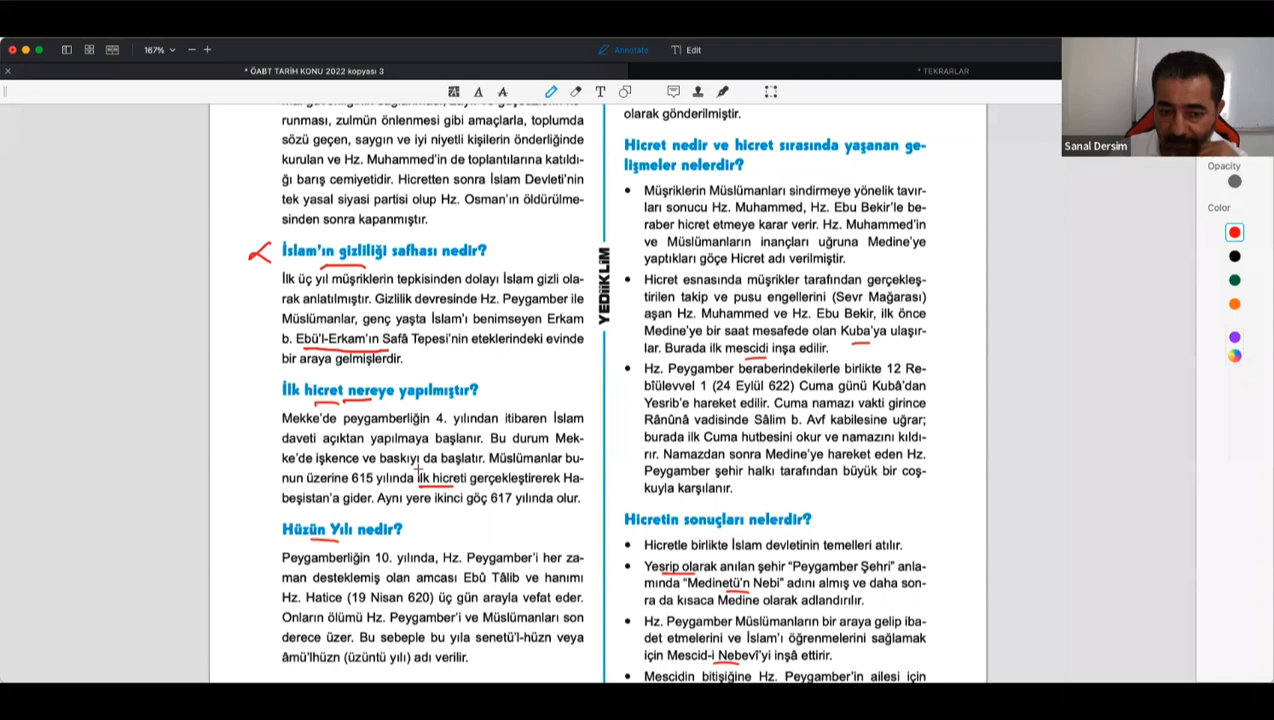 167%
Annotate
Edit
* ÖABT TARİH KONU 2022 kopyası 3
* TEKRARLAR
Sanal Dersim
Opacity
Color
runması, zulmün önlenmesi gibi amaçlarla, toplumda
sözü geçen, saygın ve iyi niyetli kişilerin önderliğinde
kurulan ve Hz. Muhammed'in de toplantılarına katıldı-
ğı barış cemiyetidir. Hicretten sonra İslam Devleti'nin
tek yasal siyasi partisi olup Hz. Osman'ın öldürülme-
sinden sonra kapanmıştır.
İslam'ın gizliliği safhası nedir?
İlk üç yıl müşriklerin tepkisinden dolayı İslam gizli ola-
rak anlatılmıştır. Gizlilik devresinde Hz. Peygamber ile
Müslümanlar, genç yaşta İslam'ı benimseyen Erkam
b. Ebü'l-Erkam'ın Safâ Tepesi'nin eteklerindeki evinde
bir araya gelmişlerdir.
İlk hicret nereye yapılmıştır?
Mekke'de peygamberliğin 4. yılından itibaren İslam
daveti açıktan yapılmaya başlanır. Bu durum Mek-
ke'de işkence ve baskıyı da başlatır. Müslümanlar bu-
nun üzerine 615 yılında ilk hicreti gerçekleştirerek Ha-
beşistan'a gider. Aynı yere ikinci göç 617 yılında olur.
Hüzün Yılı nedir?
Peygamberliğin 10. yılında, Hz. Peygamber'i her za-
man desteklemiş olan amcası Ebû Tâlib ve hanımı
Hz. Hatice (19 Nisan 620) üç gün arayla vefat eder.
Onların ölümü Hz. Peygamber'i ve Müslümanları son
derece üzer. Bu sebeple bu yıla senetü'l-hüzn veya
âmü'lhüzn (üzüntü yılı) adı verilir.
YEDİİKLİM
olarak gönderilmiştir.
Hicret nedir ve hicret sırasında yaşanan ge-
lişmeler nelerdir?
• Müşriklerin Müslümanları sindirmeye yönelik tavır-
ları sonucu Hz. Muhammed, Hz. Ebu Bekir'le be-
raber hicret etmeye karar verir. Hz. Muhammed'in
ve Müslümanların inançları uğruna Medine'ye
yaptıkları göçe Hicret adı verilmiştir.
• Hicret esnasında müşrikler tarafından gerçekleş-
tirilen takip ve pusu engellerini (Sevr Mağarası)
aşan Hz. Muhammed ve Hz. Ebu Bekir, ilk önce
Medine'ye bir saat mesafede olan Kuba'ya ulaşır-
lar. Burada ilk mescidi inşa edilir.
• Hz. Peygamber beraberindekilerle birlikte 12 Re-
bîülevvel 1 (24 Eylül 622) Cuma günü Kubâ'dan
Yesrib'e hareket edilir. Cuma namazı vakti girince
Rânûnâ vadisinde Sâlim b. Avf kabilesine uğrar;
burada ilk Cuma hutbesini okur ve namazını kıldı-
rır. Namazdan sonra Medine'ye hareket eden Hz.
Peygamber şehir halkı tarafından büyük bir coş-
kuyla karşılanır.
Hicretin sonuçları nelerdir?
• Hicretle birlikte İslam devletinin temelleri atılır.
• Yesrip olarak anılan şehir "Peygamber Şehri" anla-
mında "Medinetü'n Nebi" adını almış ve daha son-
ra da kısaca Medine olarak adlandırılır.
• Hz. Peygamber Müslümanların bir araya gelip iba-
det etmelerini ve İslam'ı öğrenmelerini sağlamak
için Mescid-i Nebevî'yi inşâ ettirir.
• Mescidin bitişiğine Hz. Peygamber'in ailesi için